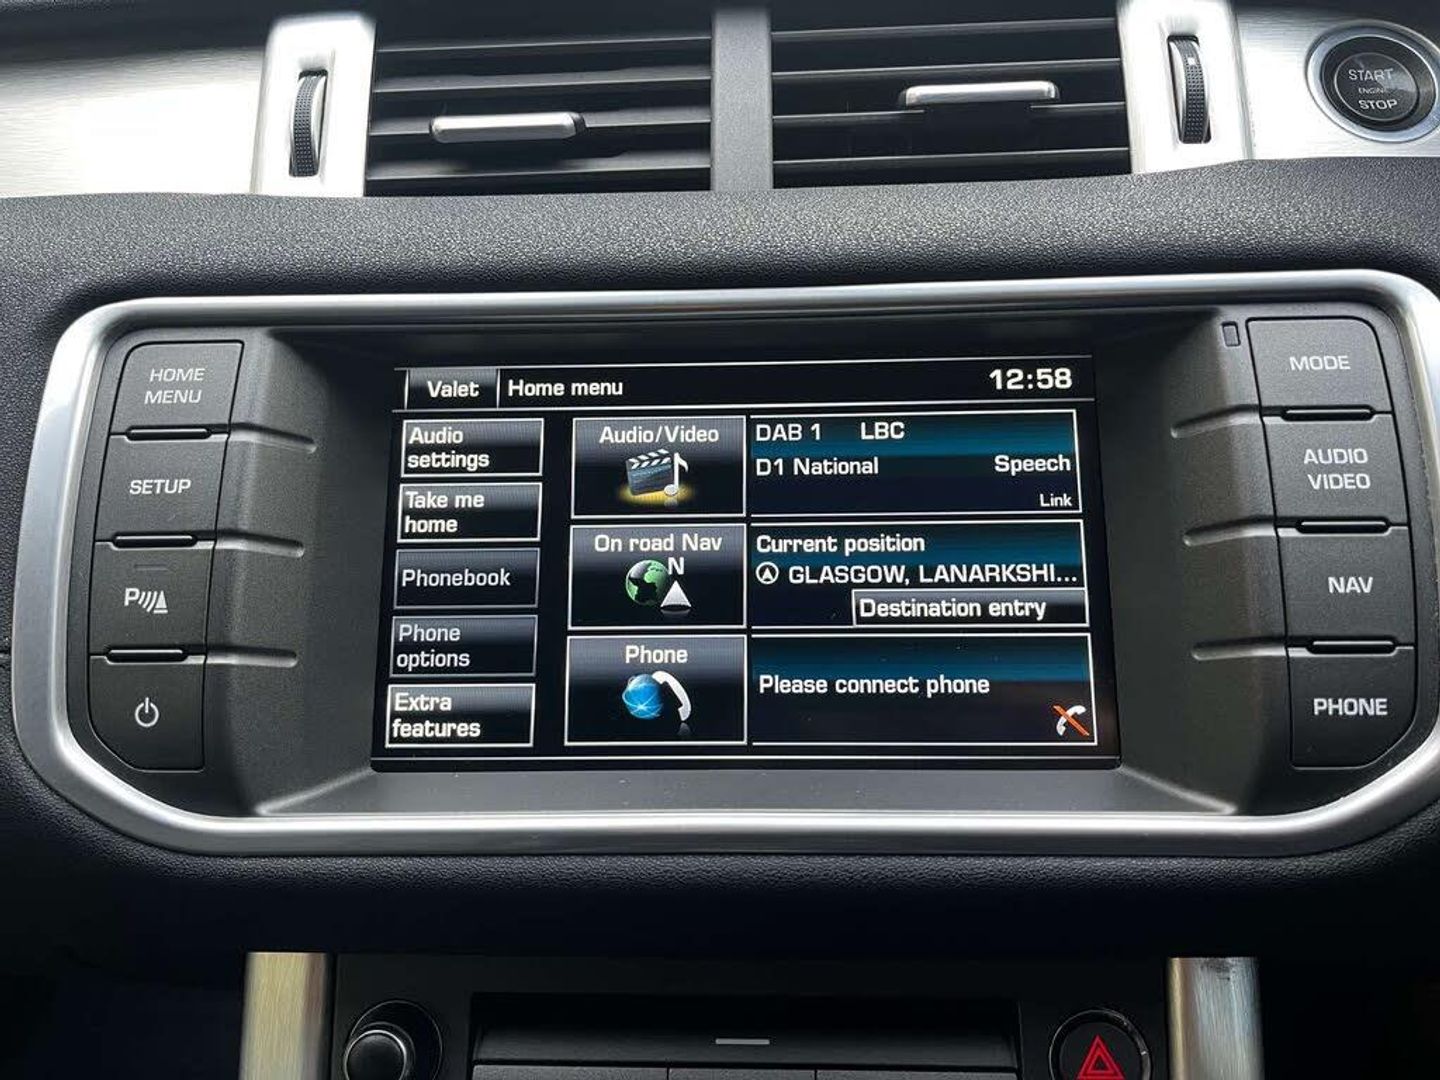 START
ENGINE
STOP
HOME
MENU
SETUP
P
Valet
Home menu
12:58
Audio
settings
Take me
home
Phonebook
Phone
options
Extra
features
Audio/Video
DAB 1 LBC
D1 National Speech
Link
On road Nav
N
Current position
GLASGOW, LANARKSHI...
Destination entry
Phone
Please connect phone
MODE
AUDIO
VIDEO
NAV
PHONE